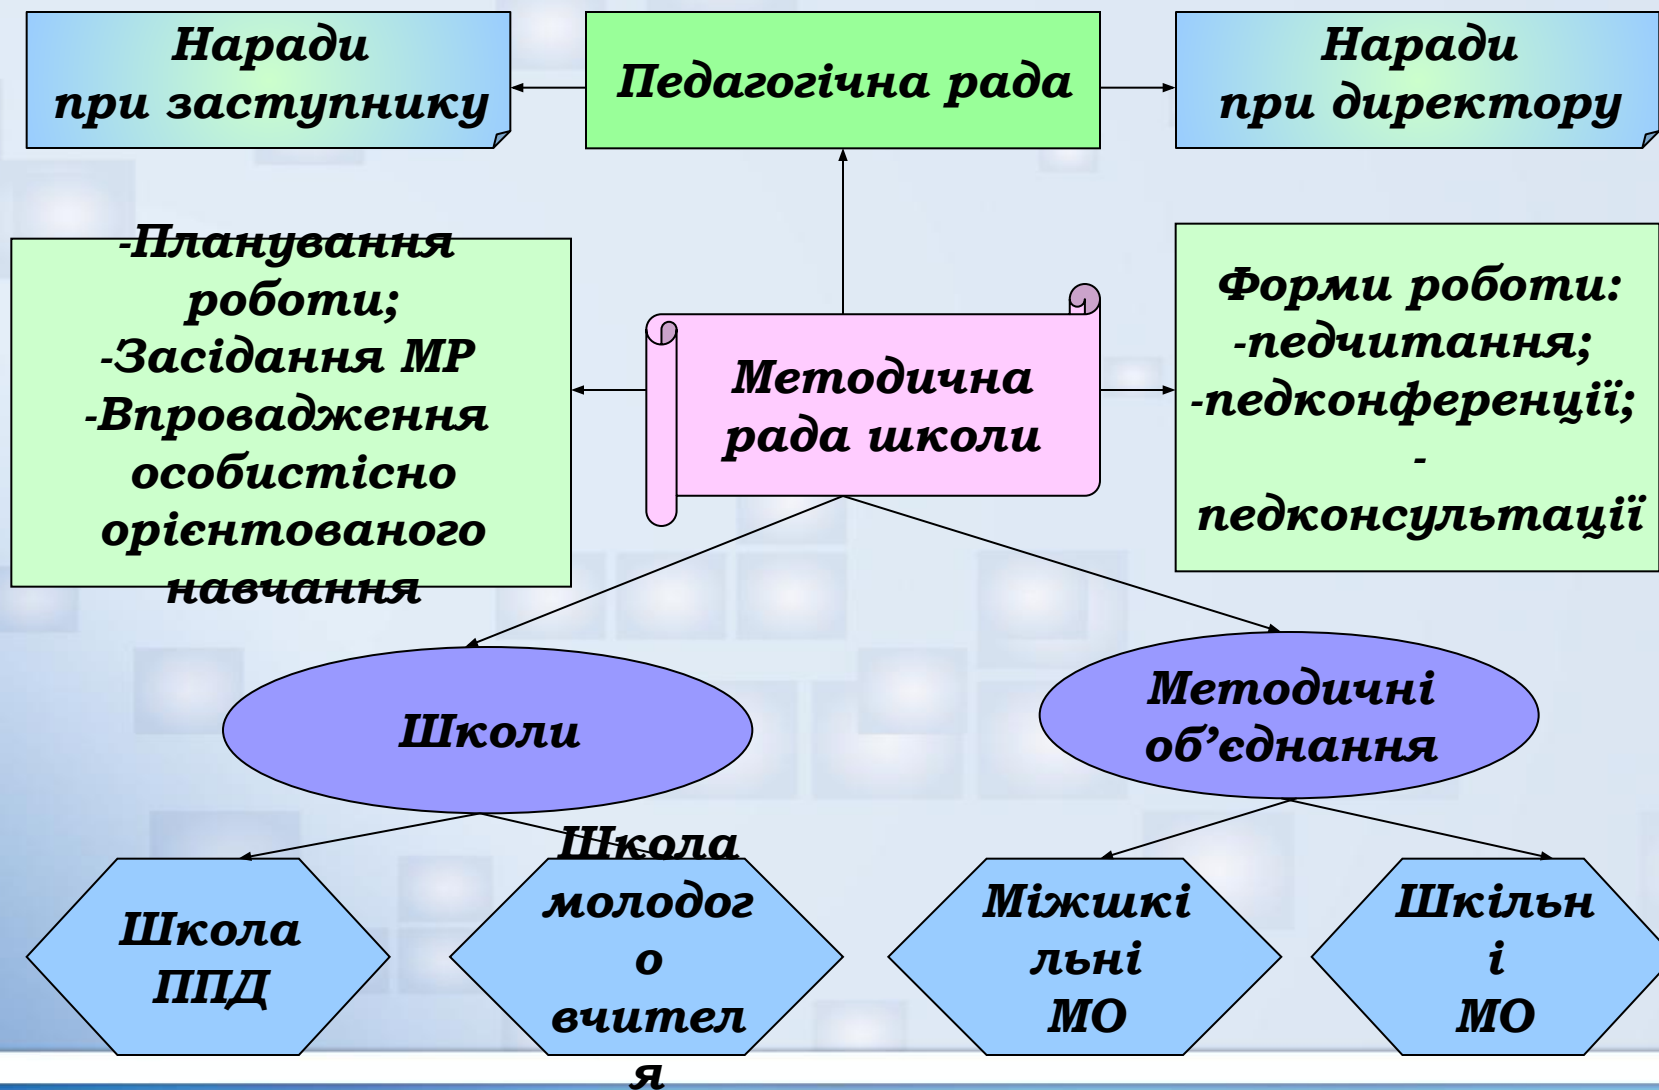 Наради
при заступнику
Педагогічна рада
Наради
при директору
-Планування
роботи;
-Засідання МР
-Впровадження
особистісно
орієнтованого
навчання
Методична
рада школи
Форми роботи:
-педчитання;
-педконференції;
-
педконсультації
Школи
Методичні
об’єднання
Школа
ППД
Школа
молодог
о
вчител
я
Міжшкі
льні
МО
Шкільн
і
МО